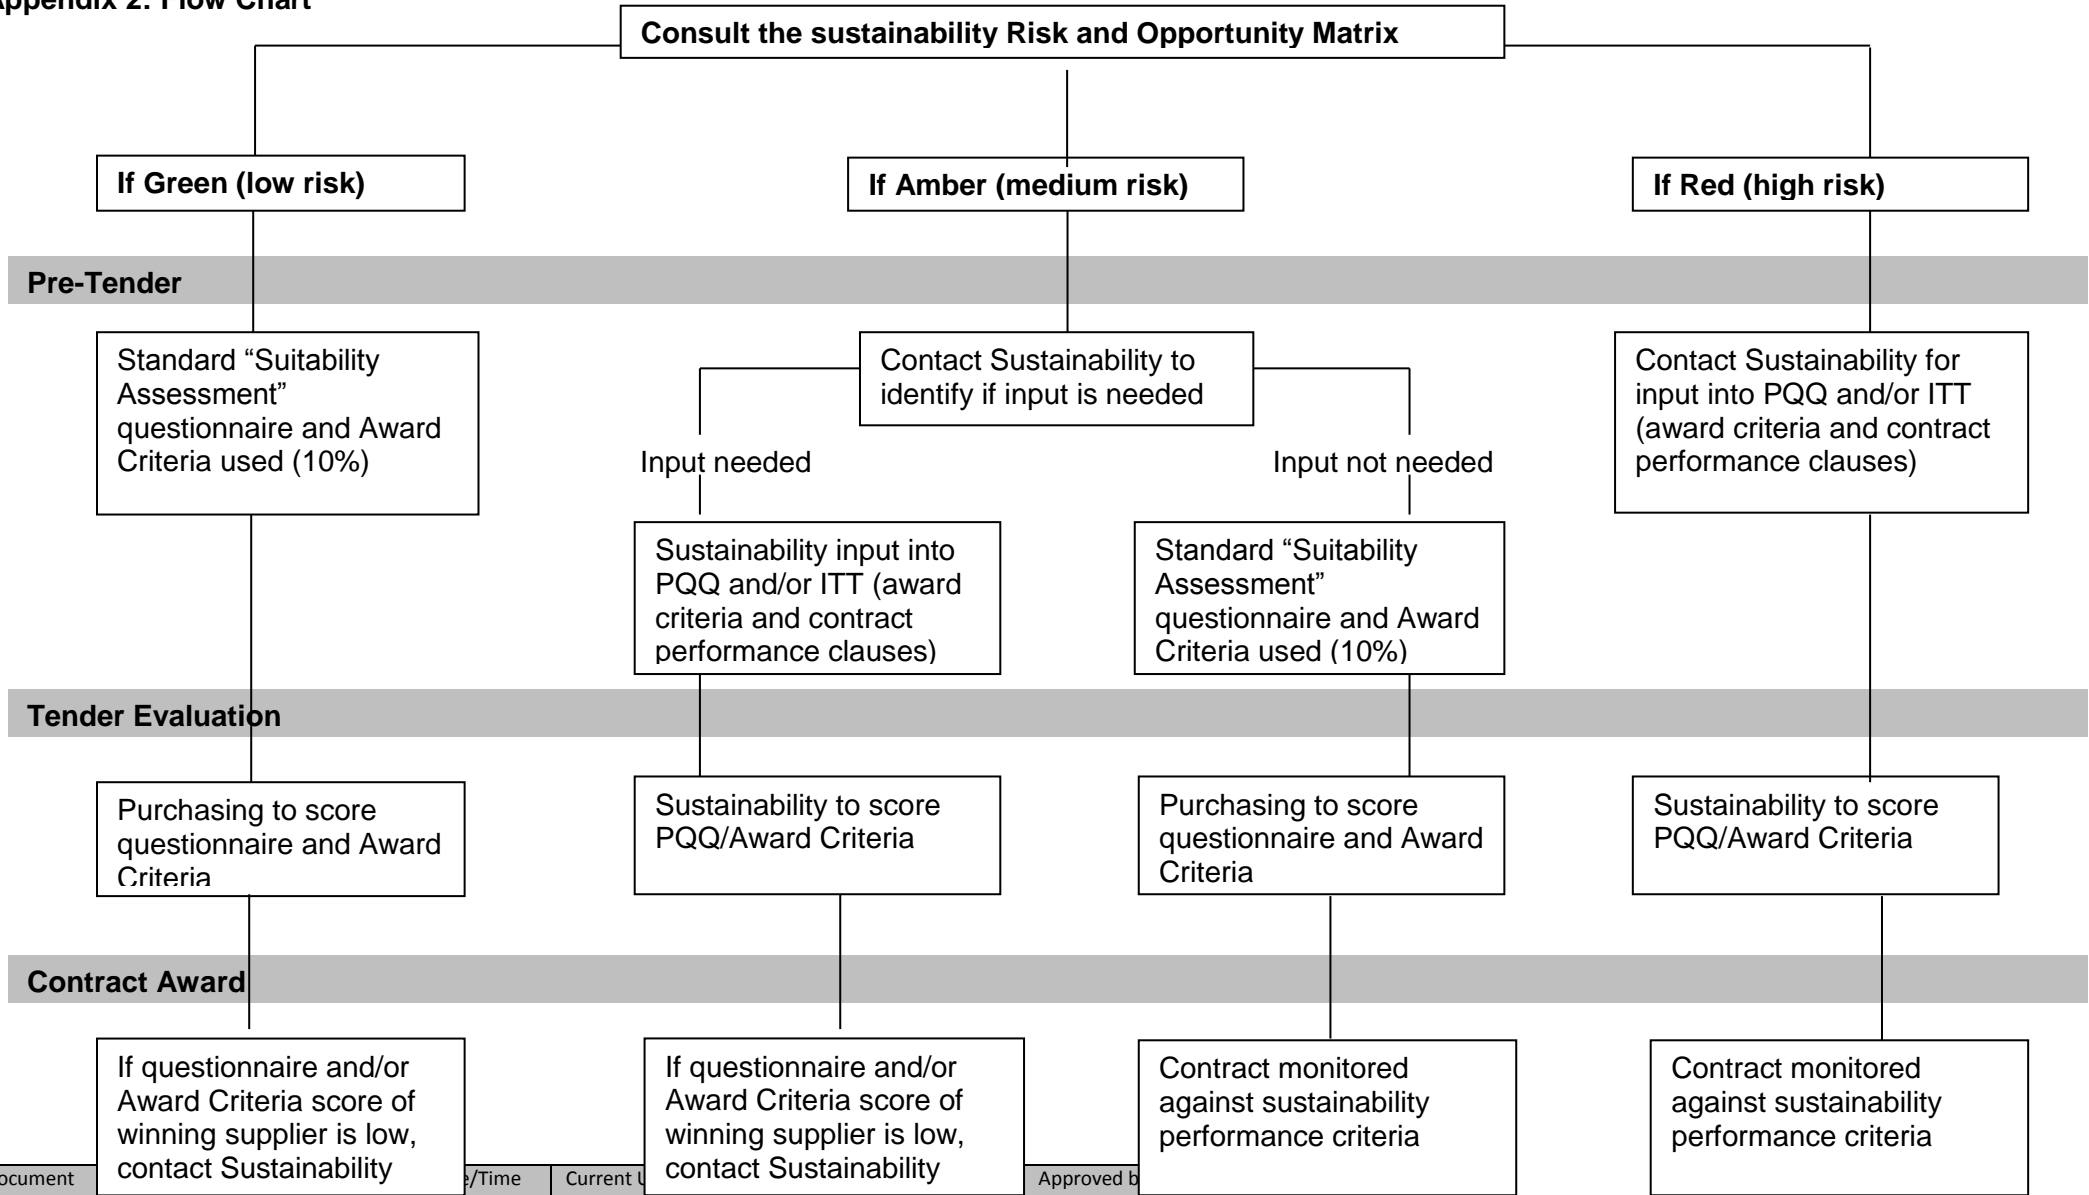 Appendix 2: Flow Chart
Consult the sustainability Risk and Opportunity Matrix
If Green (low risk)
If Amber (medium risk)
If Red (high risk)
Pre-Tender
Standard “Suitability
Assessment”
questionnaire and Award
Criteria used (10%)
Contact Sustainability to
identify if input is needed
Contact Sustainability for
input into PQQ and/or ITT
(award criteria and contract
performance clauses)
Input needed
Input not needed
Sustainability input into
PQQ and/or ITT (award
criteria and contract
performance clauses)
Standard “Suitability
Assessment”
questionnaire and Award
Criteria used (10%)
Tender Evaluation
Purchasing to score
questionnaire and Award
Criteria
Sustainability to score
PQQ/Award Criteria
Purchasing to score
questionnaire and Award
Criteria
Sustainability to score
PQQ/Award Criteria
Contract Award
If questionnaire and/or
Award Criteria score of
winning supplier is low,
contact Sustainability
If questionnaire and/or
Award Criteria score of
winning supplier is low,
contact Sustainability
Contract monitored
against sustainability
performance criteria
Contract monitored
against sustainability
performance criteria
ocument
e/Time
Current
Approved b